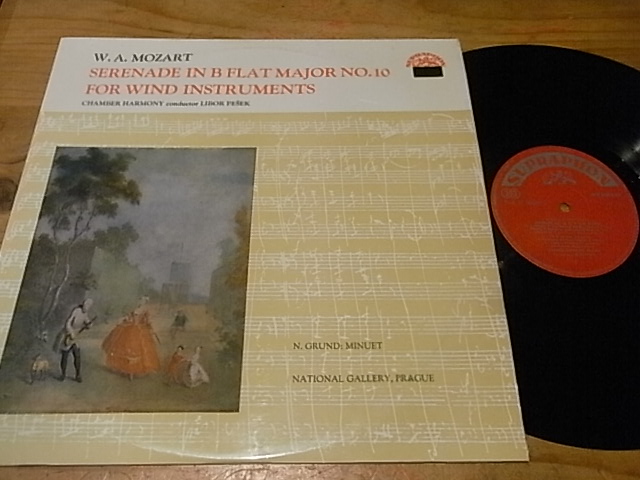 W. A. MOZART
SERENADE IN B FLAT MAJOR NO. 10
FOR WIND INSTRUMENTS
CHAMBER HARMONY conductor LIBOR PEŠEK
N. GRUND: MINUET
NATIONAL GALLERY, PRAGUE
SUPRAPHON